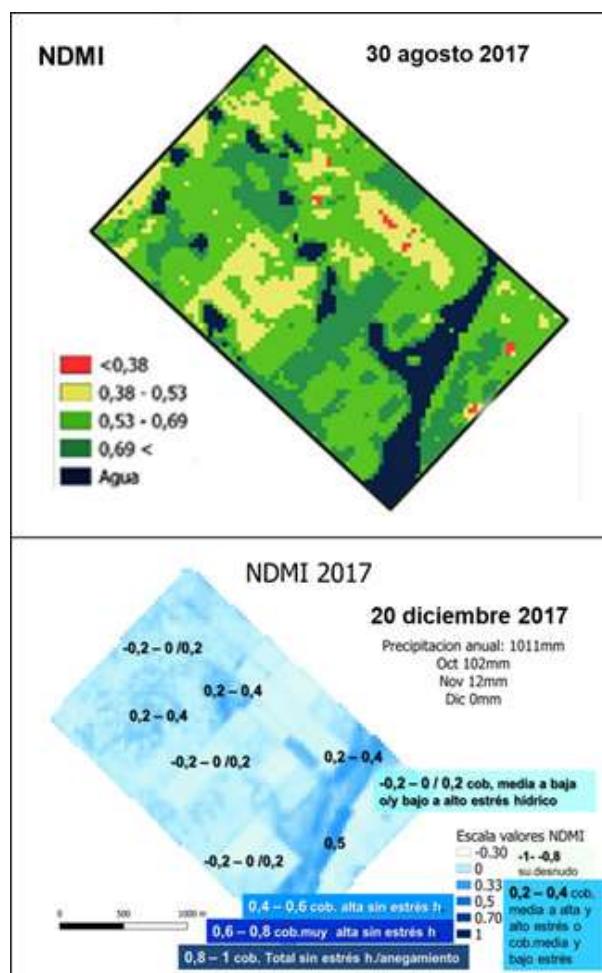 NDMI
30 agosto 2017
<0,38
0,38 - 0,53
0,53 - 0,69
0,69 <
Agua
NDMI 2017
20 diciembre 2017
Precipitacion anual: 1011mm
Oct 102mm
Nov 12mm
Dic 0mm
-0,2 – 0 /0,2
0,2 – 0,4
0,2 – 0,4
-0,2 – 0 /0,2
0,2 – 0,4
-0,2 – 0 / 0,2 cob, media a baja
o/y bajo a alto estrés hídrico
0,5
-0,2 – 0 /0,2
Escala valores NDMI
-0.30
0
0.33
0,5
0.70
1
-1- -0,8
su.desnudo
0,2 – 0,4 cob,
media a alta y
alto estrés o
cob.media y
bajo estrés
0,4 – 0,6 cob. alta sin estrés h.
0,6 – 0,8 cob.muy alta sin estrés h
0,8 – 1 cob. Total sin estrés h./anegamiento
0
500
1000 m